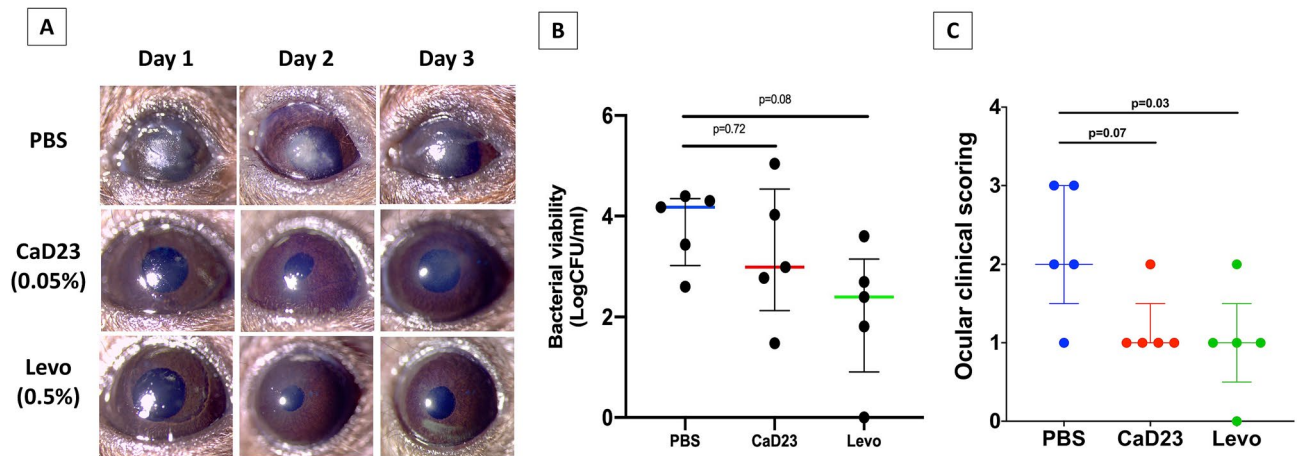 A
Day 1
Day 2
Day 3
PBS
CaD23
(0.05%)
Levo
(0.5%)
B
Bacterial viability
(LogCFU/ml)
6
4
2
0
p=0.08
p=0.72
PBS
CaD23
Levo
C
Ocular clinical scoring
4
3
2
1
0
p=0.03
p=0.07
PBS
CaD23
Levo